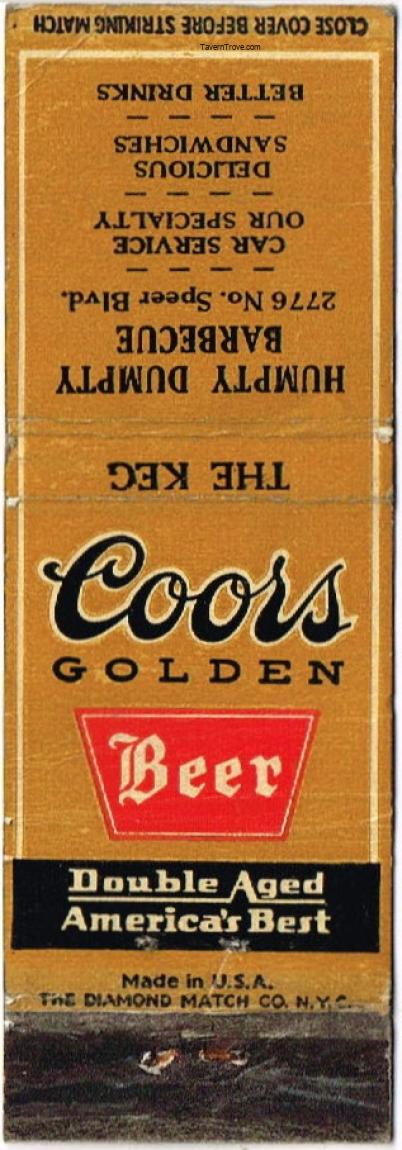 CLOSE COVER BEFORE STRIKING MATCH
TavernTrove.com
HUMPTY DUMPTY
BARBECUE
2776 No. Speer Blvd.
CAR SERVICE
OUR SPECIALTY
DELICIOUS
SANDWICHES
BETTER DRINKS
THE KEG
Coors
GOLDEN
Beer
Double Aged
America's Best
Made in U.S.A.
THE DIAMOND MATCH CO. N.Y.C.